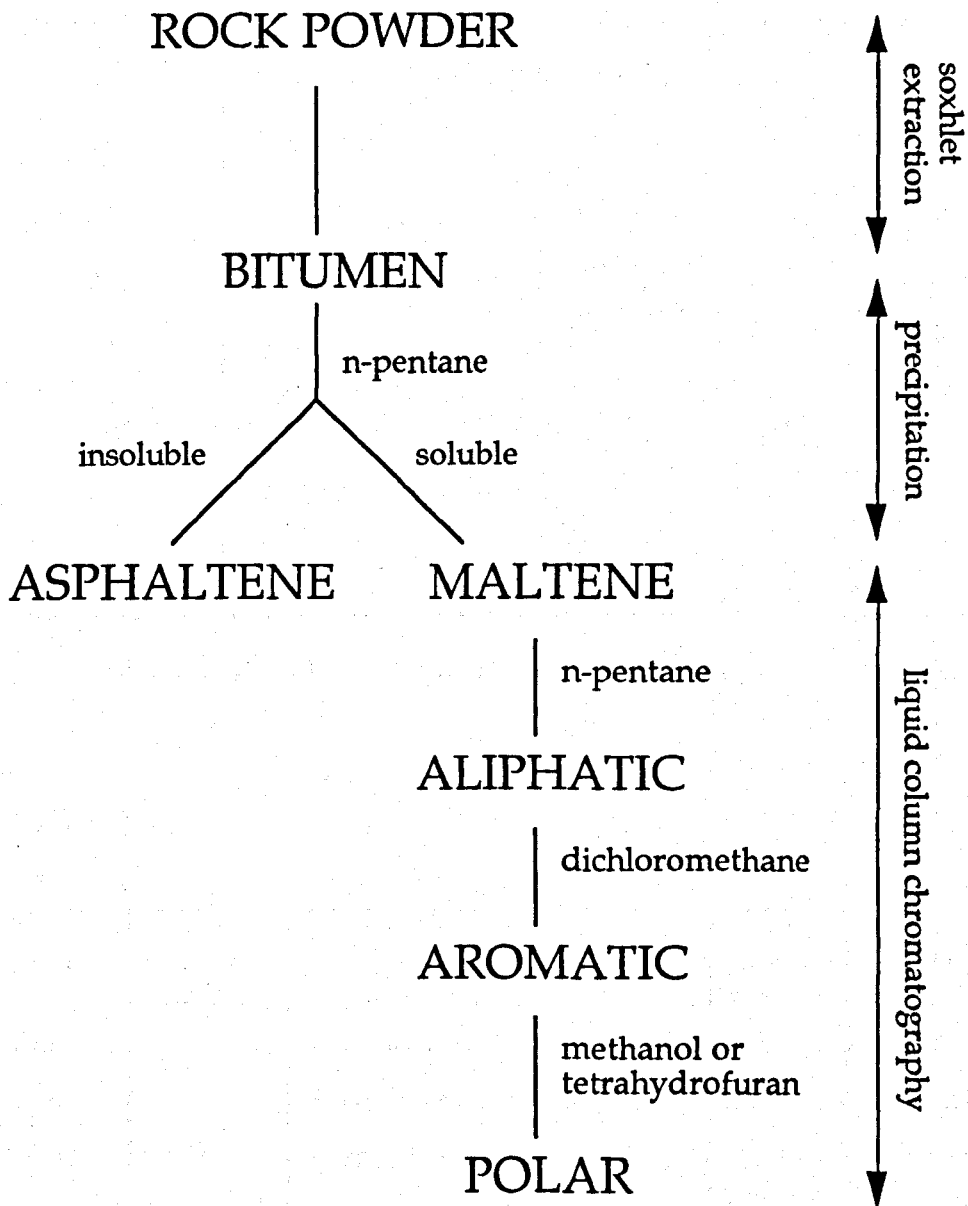 ROCK POWDER
soxhlet
extraction
BITUMEN
n-pentane
precipitation
insoluble
soluble
ASPHALTENE
MALTENE
n-pentane
liquid column chromatography
ALIPHATIC
dichloromethane
AROMATIC
methanol or
tetrahydrofuran
POLAR